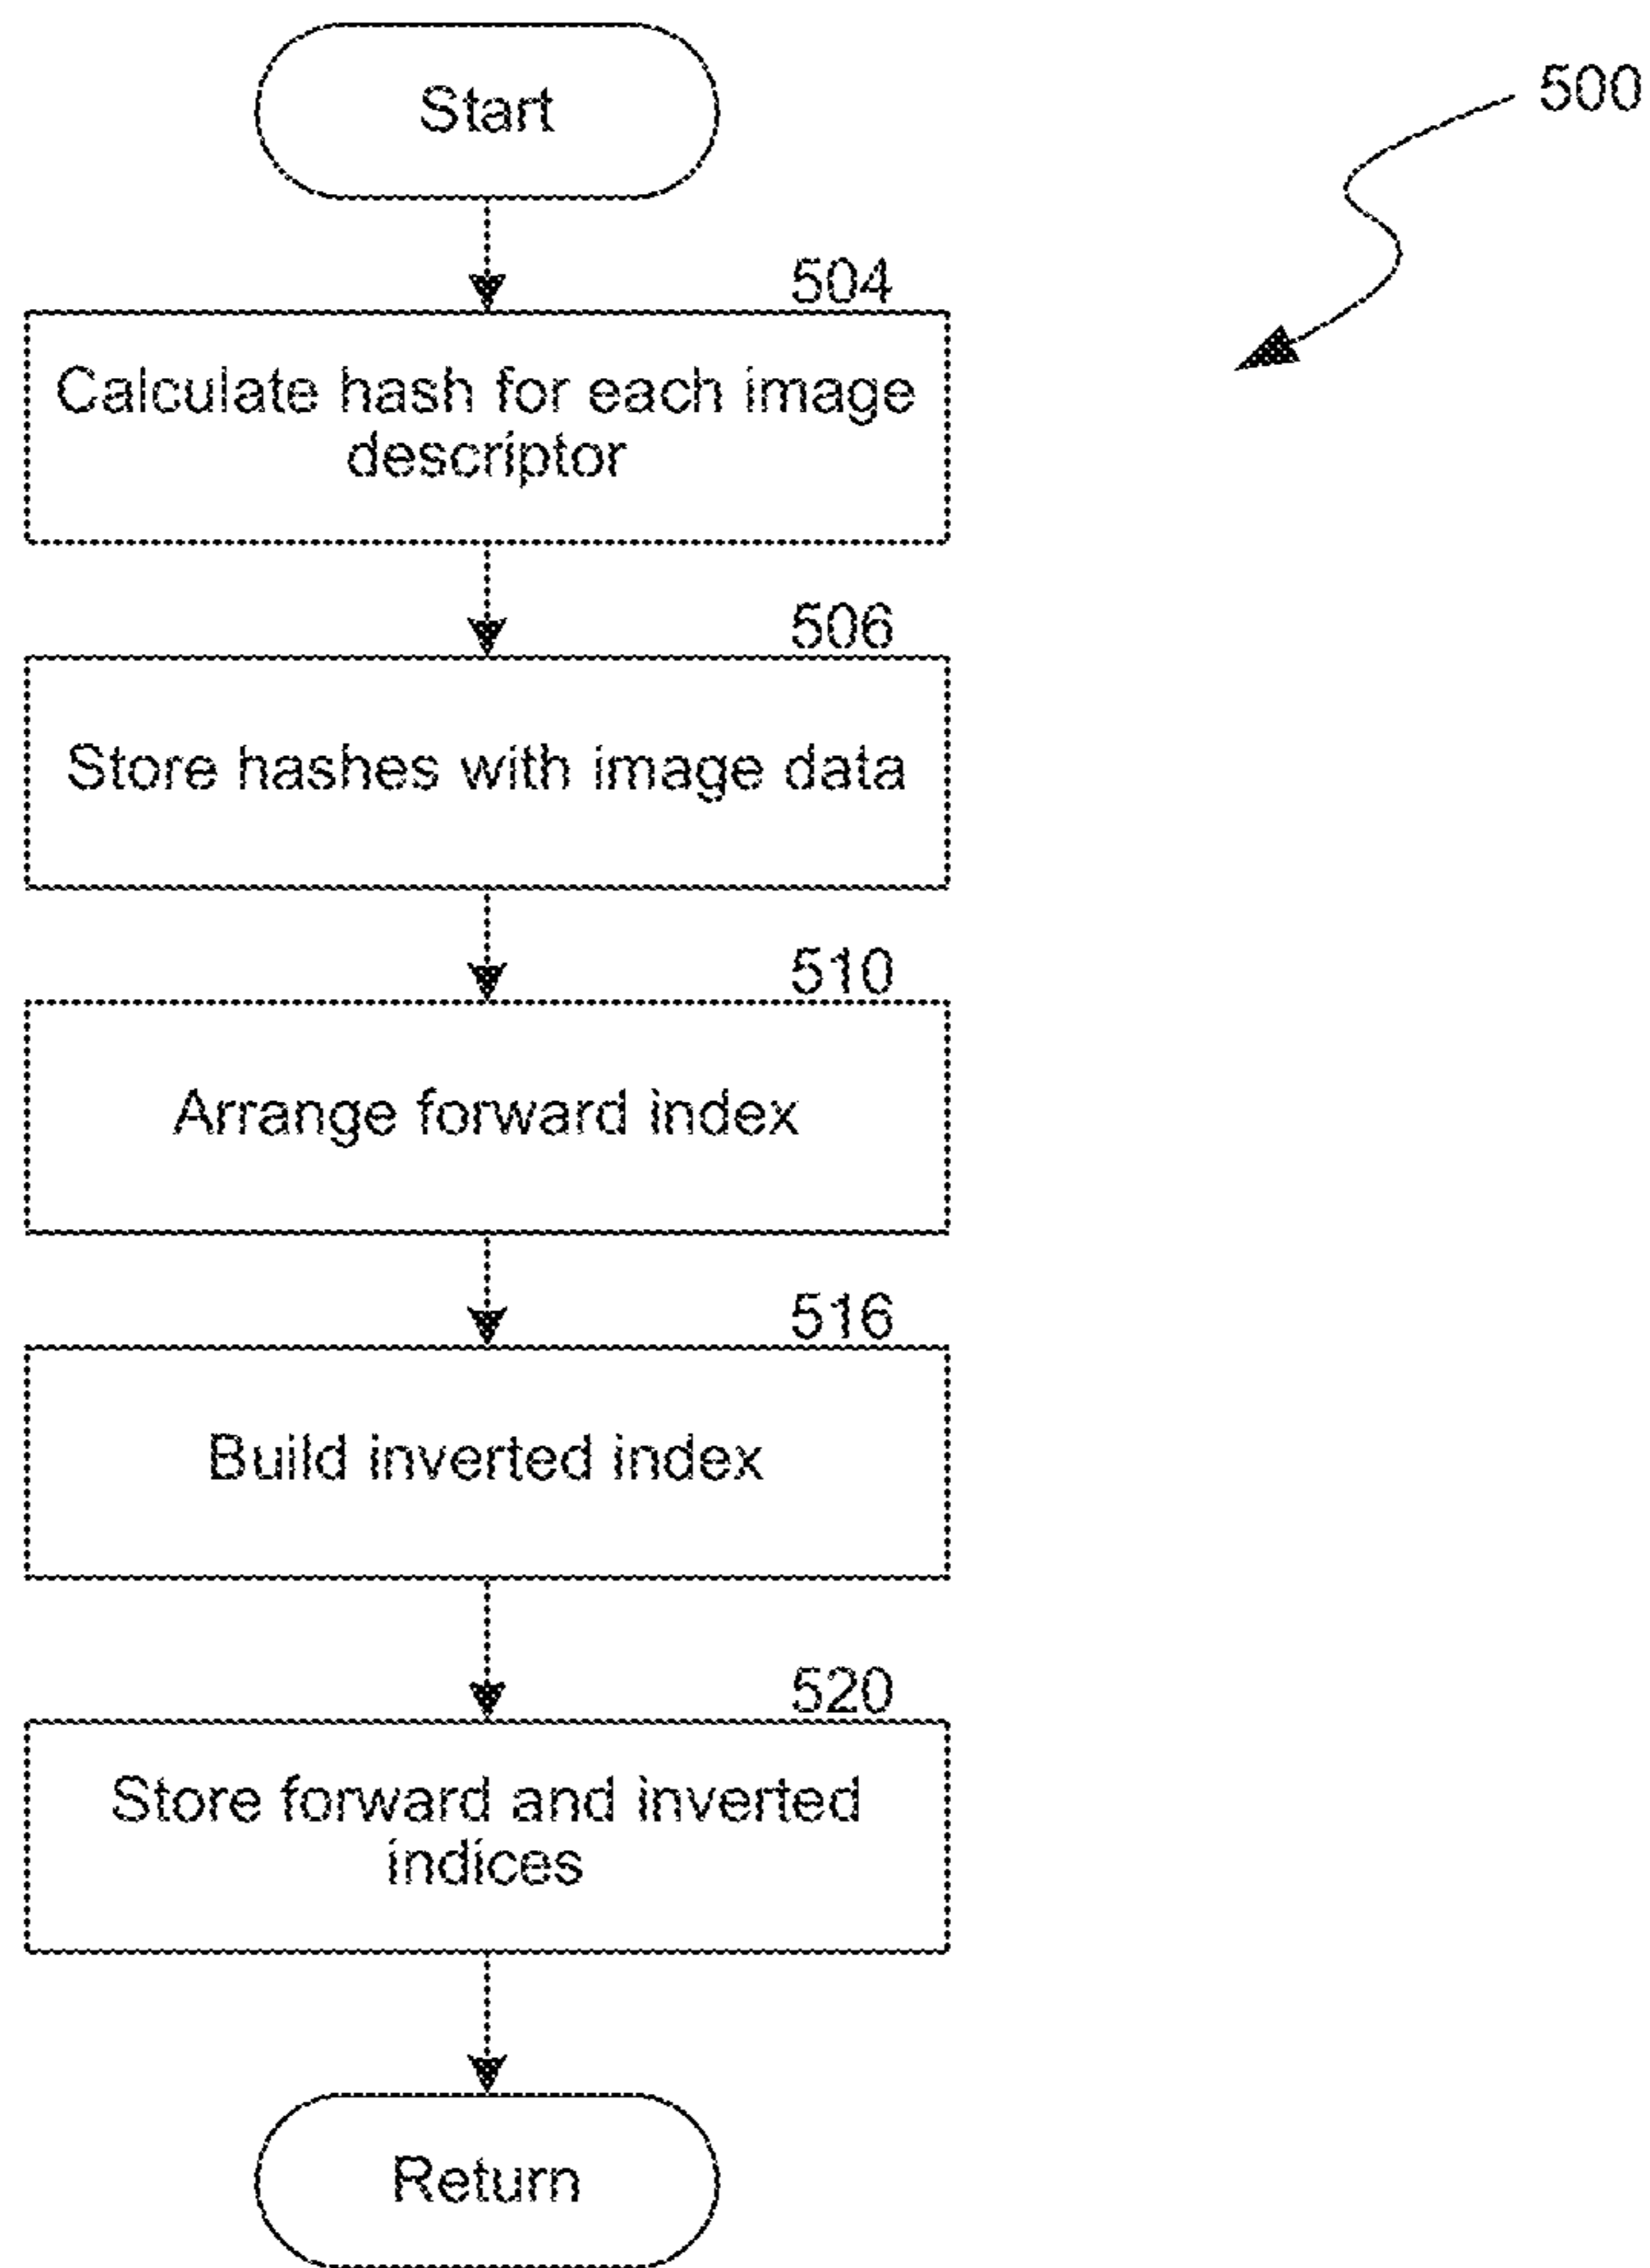 Start
500
504
Calculate hash for each image
descriptor
506
Store hashes with image data
510
Arrange forward index
516
Build inverted index
520
Store forward and inverted
indices
Return